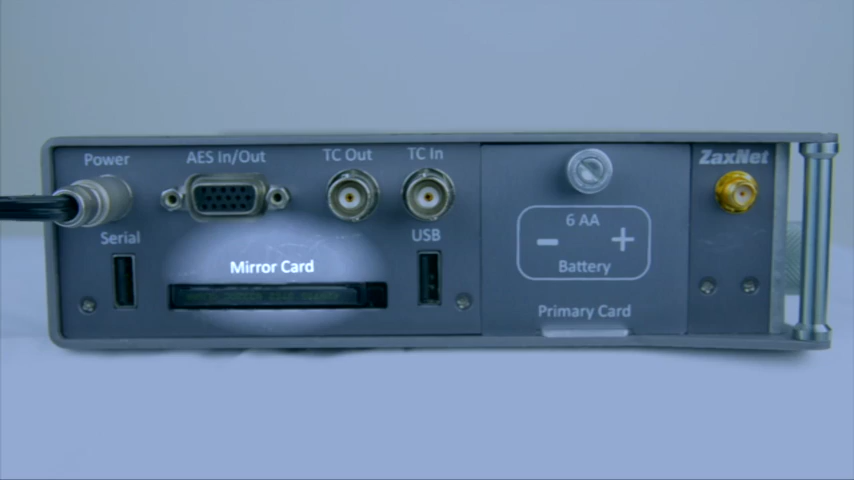 Power
AES In/Out
TC Out
TC In
ZaxNet
Serial
Mirror Card
USB
6 AA
- +
Battery
Primary Card